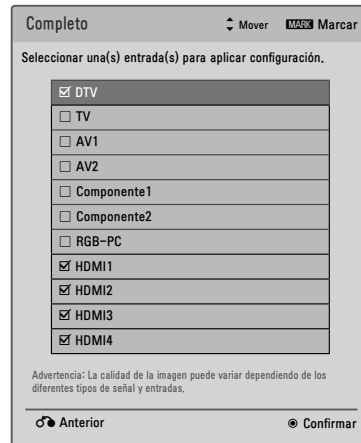 Completo Mover MARK Marcar
Seleccionar una(s) entrada(s) para aplicar configuración.
DTV
TV
AV1
AV2
Componente1
Componente2
RGB-PC
HDMI1
HDMI2
HDMI3
HDMI4
Advertencia: La calidad de la imagen puede variar dependiendo de los
diferentes tipos de señal y entradas.
Anterior Confirmar